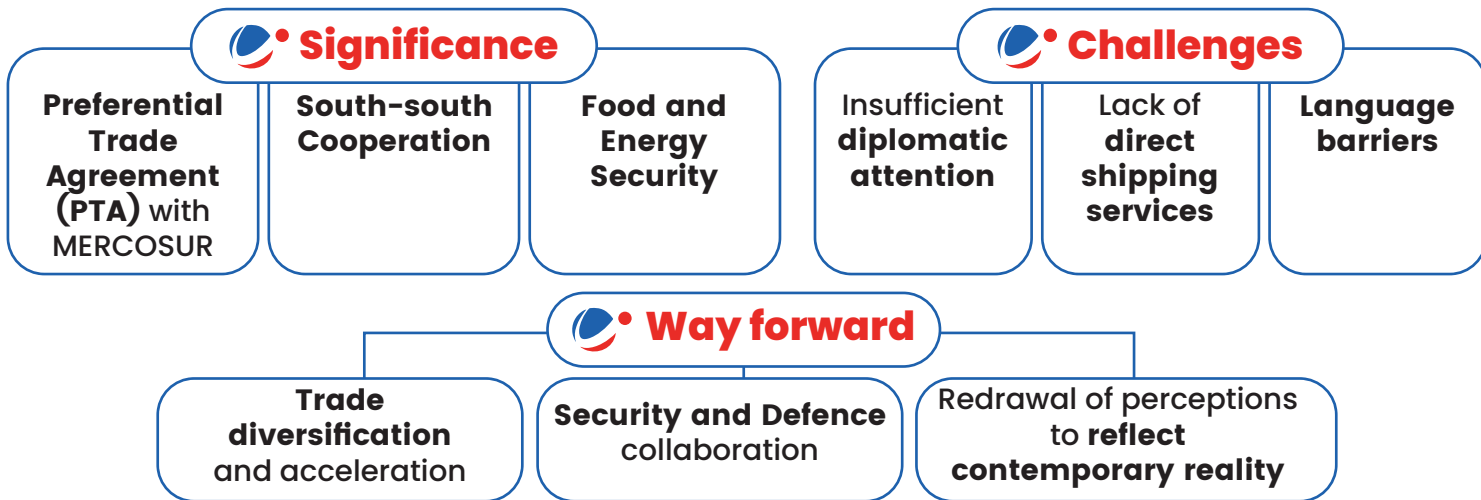 Significance
Preferential
Trade
Agreement
(PTA) with
MERCOSUR
South-south
Cooperation
Food and
Energy
Security
Challenges
Insufficient
diplomatic
attention
Lack of
direct
shipping
services
Language
barriers
Way forward
Trade
diversification
and acceleration
Security and Defence
collaboration
Redrawal of perceptions
to reflect
contemporary reality